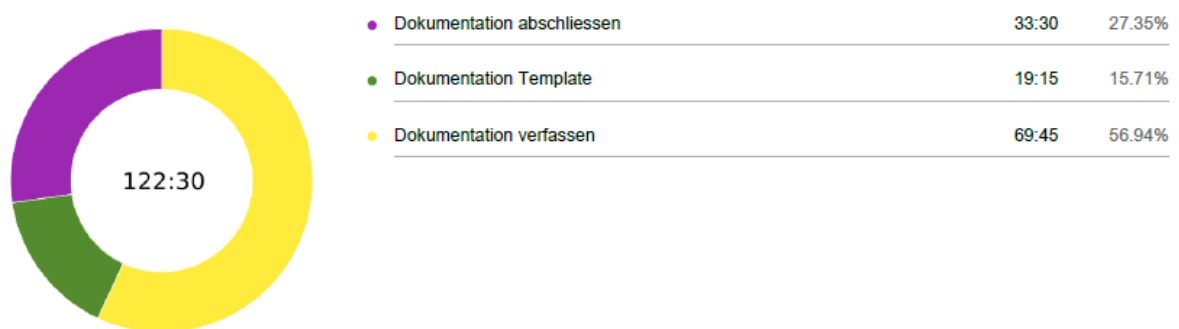 Dokumentation abschliessen 33:30 27.35%
Dokumentation Template 19:15 15.71%
Dokumentation verfassen 69:45 56.94%
122:30